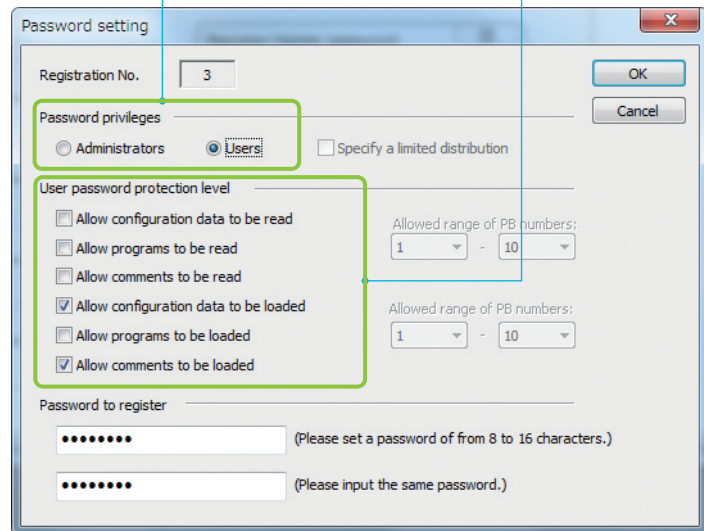 Password setting
Registration No. 3
OK
Password privileges
Cancel
Administrators Users Specify a limited distribution
User password protection level
Allow configuration data to be read
Allowed range of PB numbers:
Allow programs to be read
1 - 10
Allow comments to be read
Allow configuration data to be loaded
Allowed range of PB numbers:
Allow programs to be loaded
1 - 10
Allow comments to be loaded
Password to register
•••••••• (Please set a password of from 8 to 16 characters.)
•••••••• (Please input the same password.)